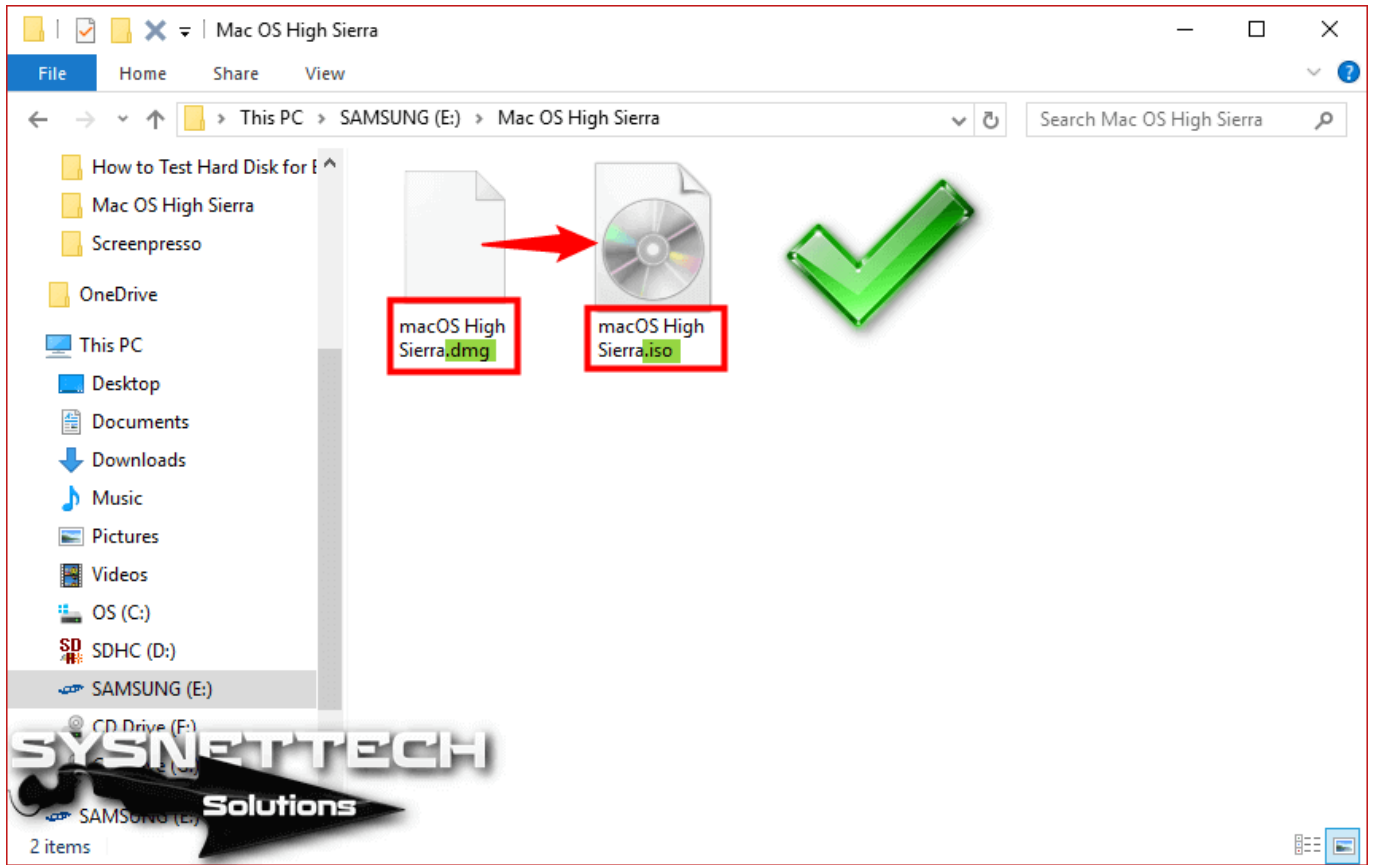 Mac OS High Sierra
File Home Share View
This PC > SAMSUNG (E:) > Mac OS High Sierra
Search Mac OS High Sierra
How to Test Hard Disk for
Mac OS High Sierra
Screenpresso
OneDrive
This PC
Desktop
Documents
Downloads
Music
Pictures
Videos
OS (C:)
SDHC (D:)
SAMSUNG (E:)
CD Drive (F:)
SAMSUNG (E:)
2 items
macOS High
Sierra.dmg
macOS High
Sierra.iso
SYSNETTECH
Solutions